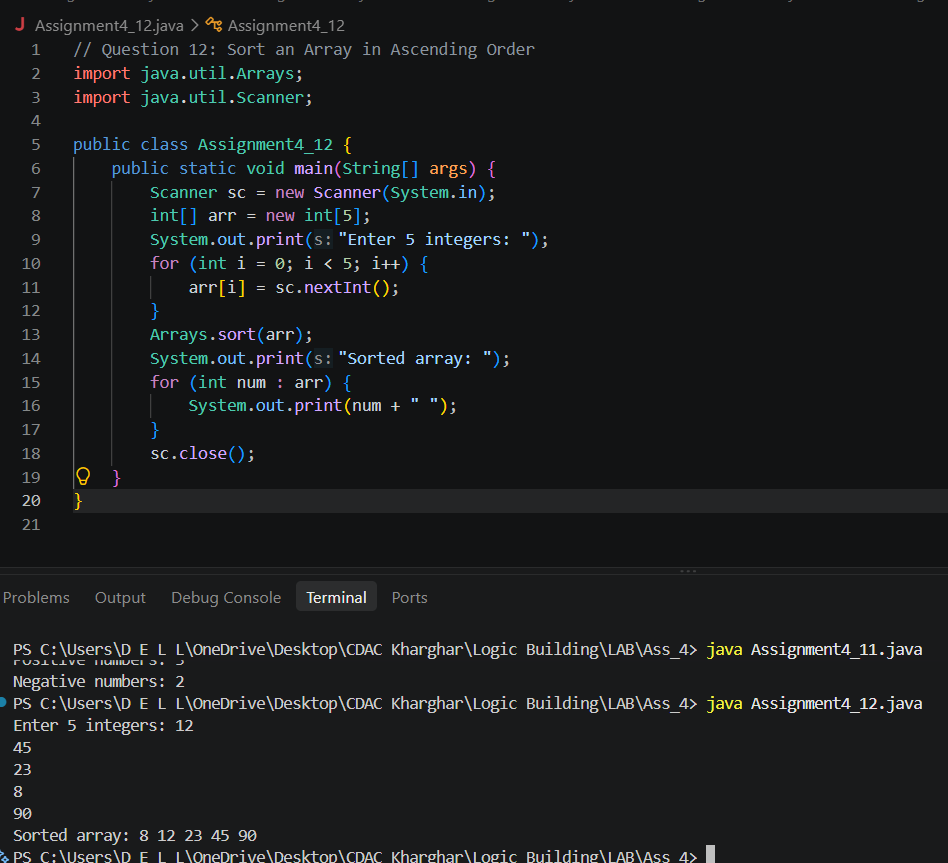 J Assignment4_12.java > Assignment4_12
1 // Question 12: Sort an Array in Ascending Order
2 import java.util.Arrays;
3 import java.util.Scanner;
4
5 public class Assignment4_12 {
6 public static void main(String[] args) {
7 Scanner sc = new Scanner(System.in);
8 int[] arr = new int[5];
9 System.out.print(s:"Enter 5 integers: ");
10 for (int i = 0; i < 5; i++) {
11 arr[i] = sc.nextInt();
12 }
13 Arrays.sort(arr);
14 System.out.print(s:"Sorted array: ");
15 for (int num : arr) {
16 System.out.print(num + " ");
17 }
18 sc.close();
19 }
20 }
21
Problems Output Debug Console Terminal Ports
PS C:\Users\D E L L\OneDrive\Desktop\CDAC Kharghar\Logic Building\LAB\Ass_4> java Assignment4_11.java
Positive numbers: 3
Negative numbers: 2
PS C:\Users\D E L L\OneDrive\Desktop\CDAC Kharghar\Logic Building\LAB\Ass_4> java Assignment4_12.java
Enter 5 integers: 12
45
23
8
90
Sorted array: 8 12 23 45 90
PS C:\Users\D E L L\OneDrive\Desktop\CDAC Kharghar\Logic Building\LAB\Ass_4>